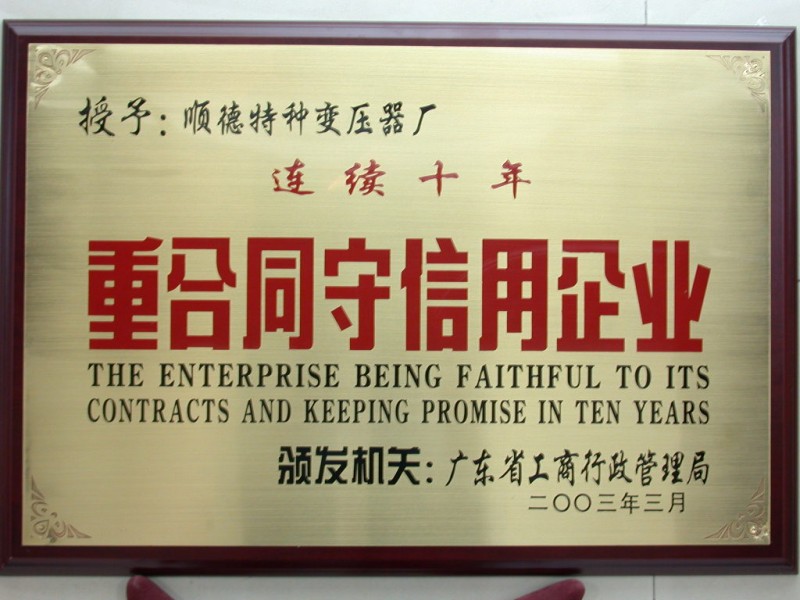 授予：顺德特种变压器厂
连续十年
重合同守信用企业
THE ENTERPRISE BEING FAITHFUL TO ITS
CONTRACTS AND KEEPING PROMISE IN TEN YEARS
颁发机关：广东省工商行政管理局
二〇〇三年三月